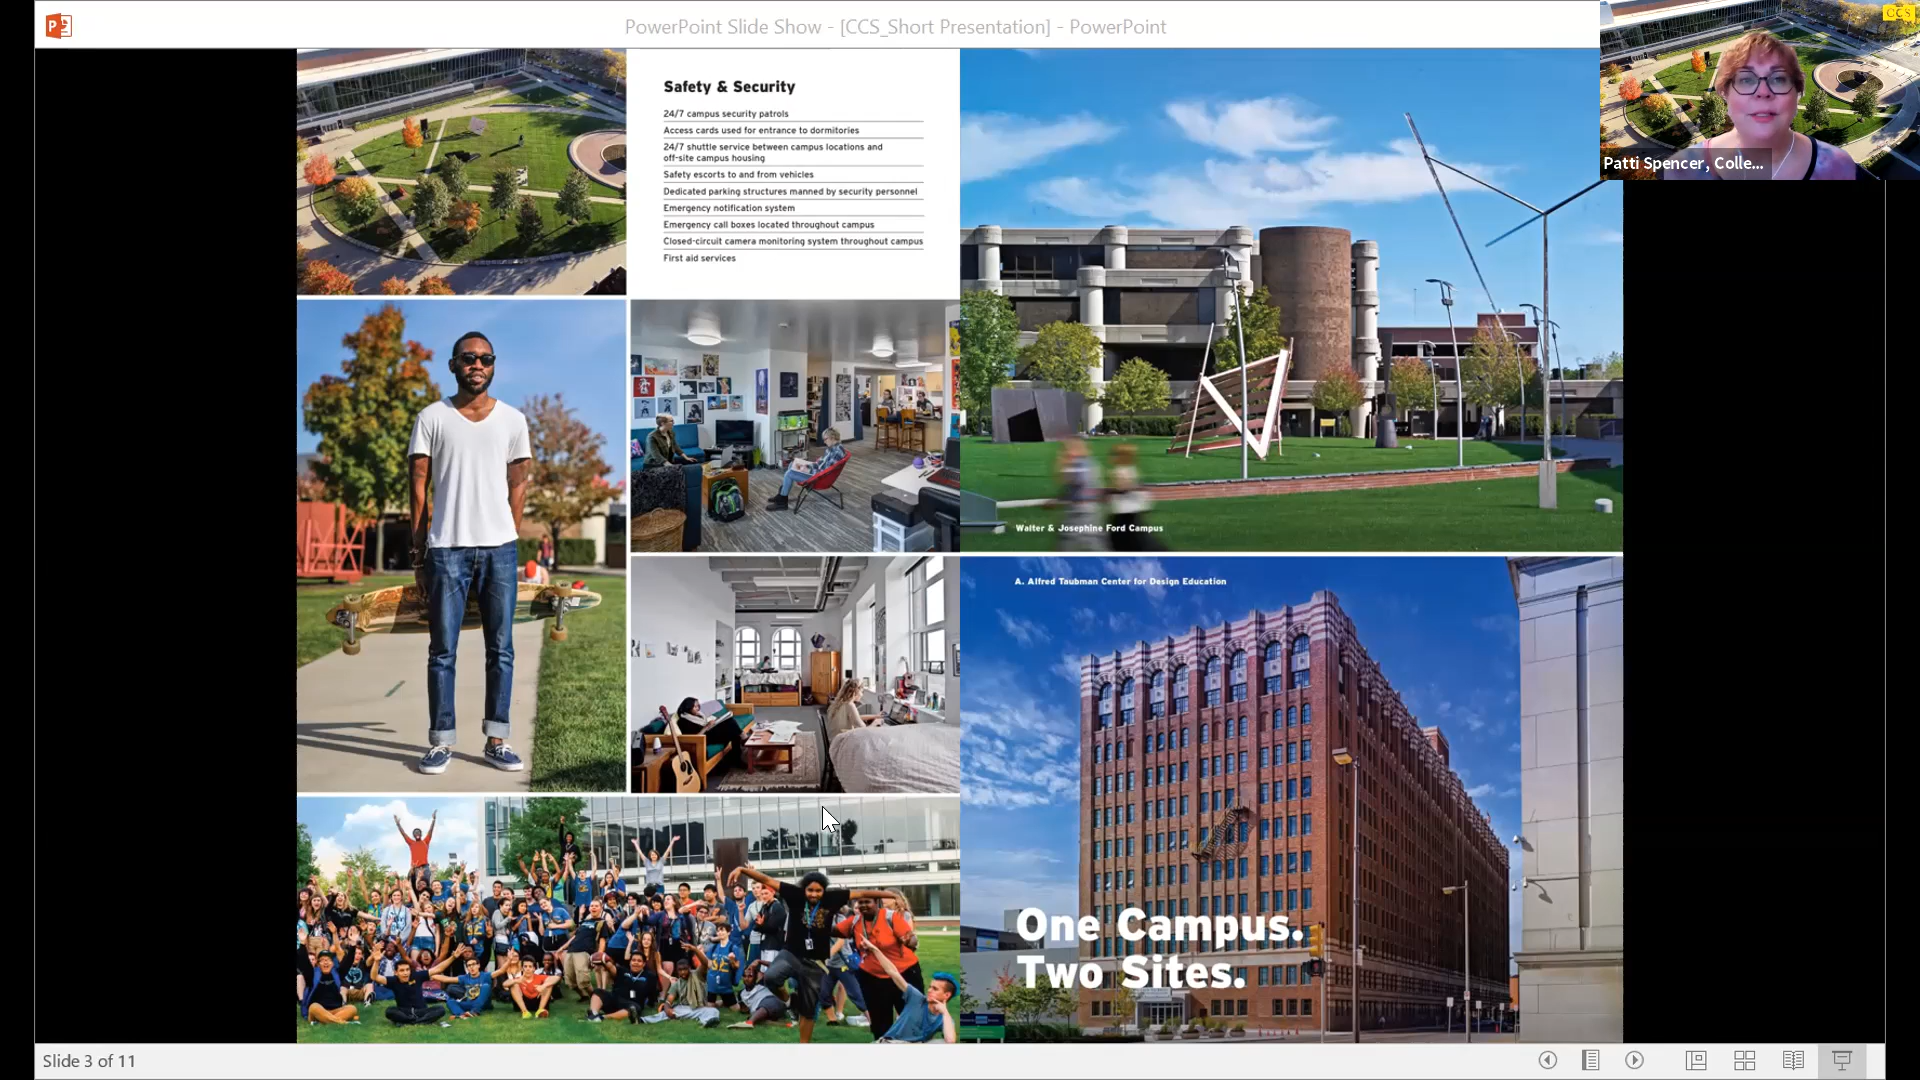 PowerPoint Slide Show - [CCS_Short Presentation] - PowerPoint
CCS
Patti Spencer, Colle...
Safety & Security
24/7 campus security patrols
Access cards used for entrance to dormitories
24/7 shuttle service between campus locations and
off-site campus housing
Safety escorts to and from vehicles
Dedicated parking structures manned by security personnel
Emergency notification system
Emergency call boxes located throughout campus
Closed-circuit camera monitoring system throughout campus
First aid services
Walter & Josephine Ford Campus
A. Alfred Taubman Center for Design Education
One Campus.
Two Sites.
Slide 3 of 11